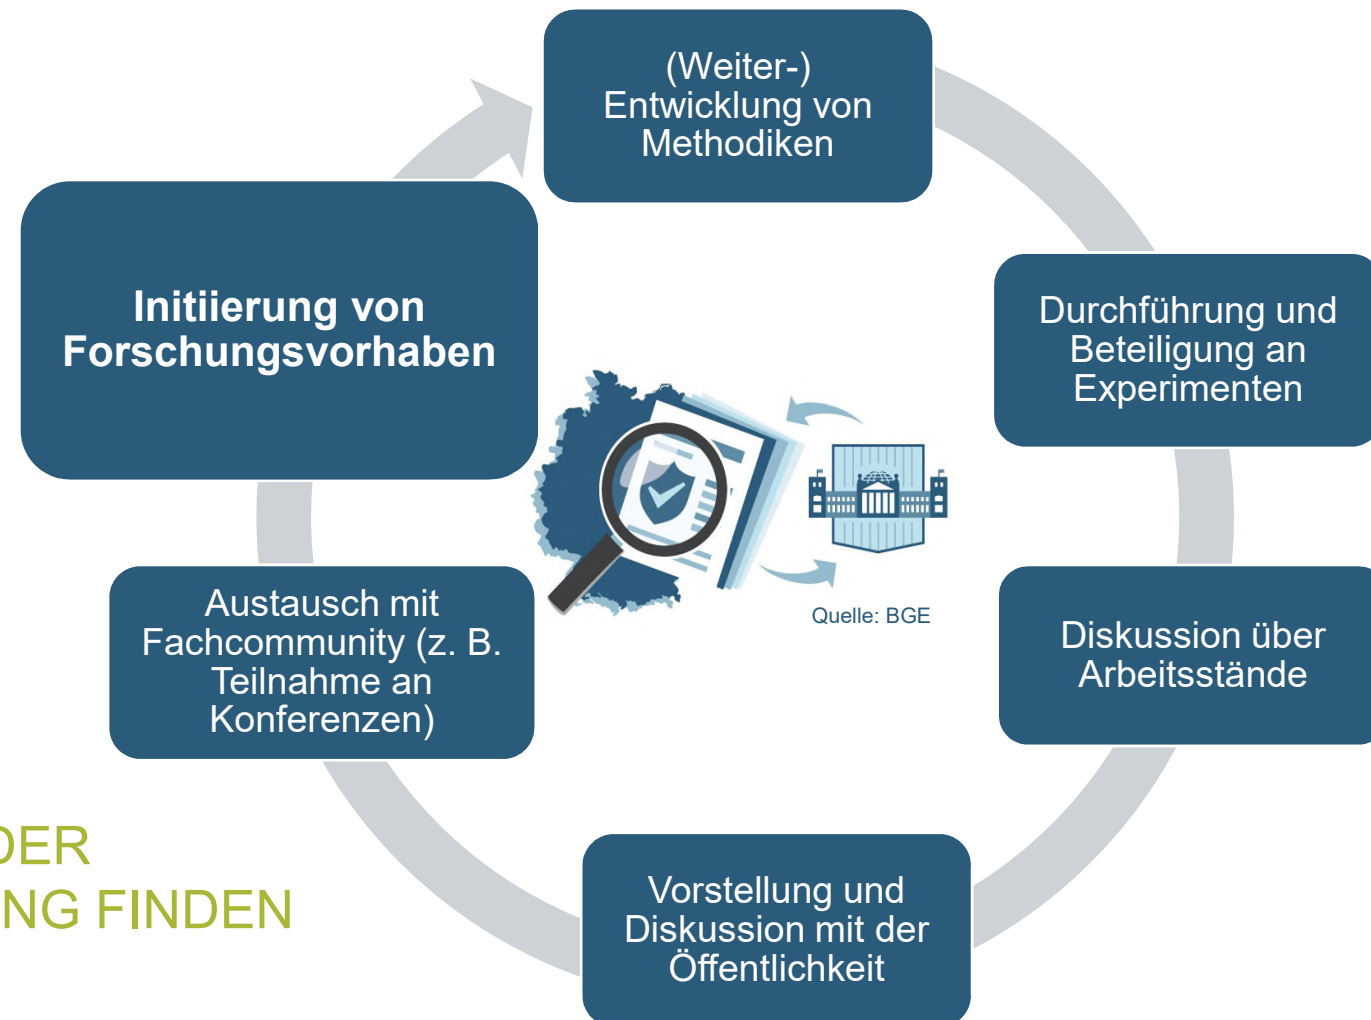 (Weiter-)
Entwicklung von
Methodiken
Durchführung und
Beteiligung an
Experimenten
Diskussion über
Arbeitsstände
Vorstellung und
Diskussion mit der
Öffentlichkeit
Austausch mit
Fachcommunity (z. B.
Teilnahme an
Konferenzen)
Initiierung von
Forschungsvorhaben
Quelle: BGE
DER
NG FINDEN